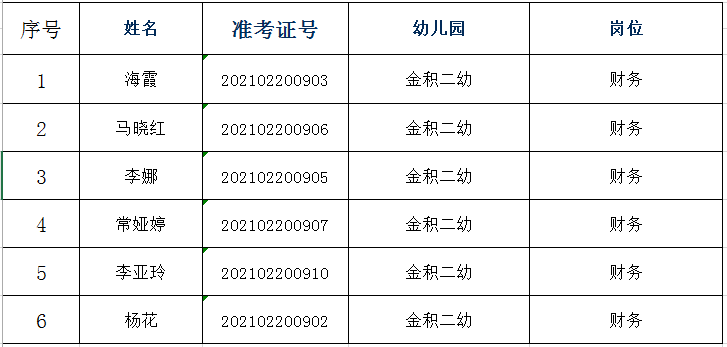 序号 姓名 准考证号 幼儿园 岗位
1 海霞 202102200903 金积二幼 财务
2 马晓红 202102200906 金积二幼 财务
3 李娜 202102200905 金积二幼 财务
4 常娅婷 202102200907 金积二幼 财务
5 李亚玲 202102200910 金积二幼 财务
6 杨花 202102200902 金积二幼 财务